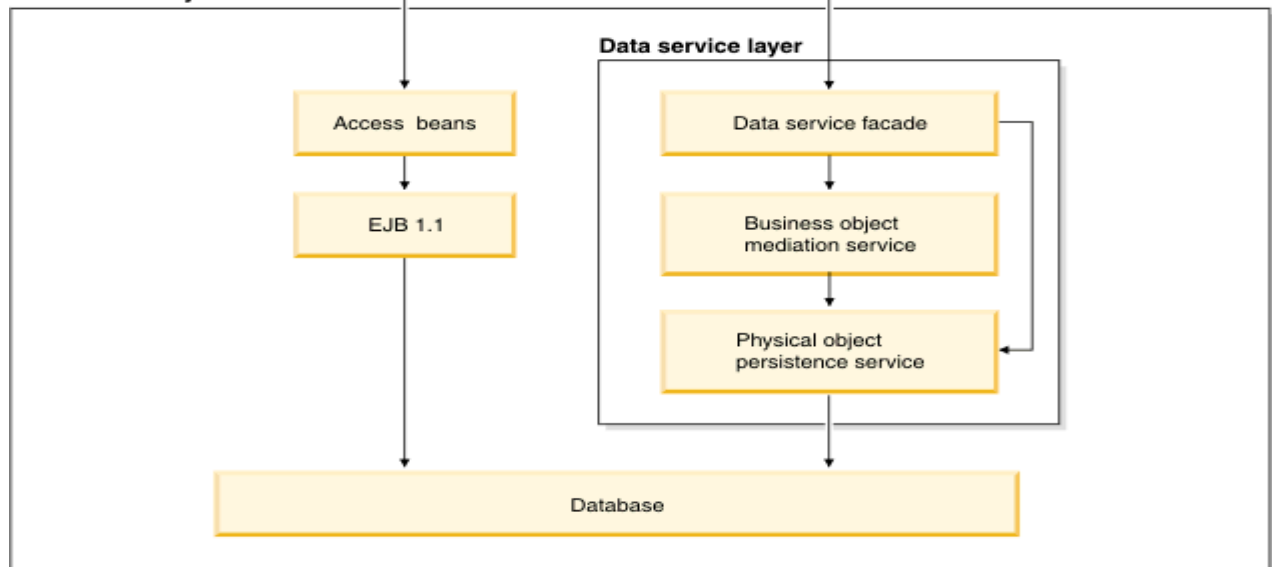 Data service layer
Access beans
Data service facade
EJB 1.1
Business object
mediation service
Physical object
persistence service
Database